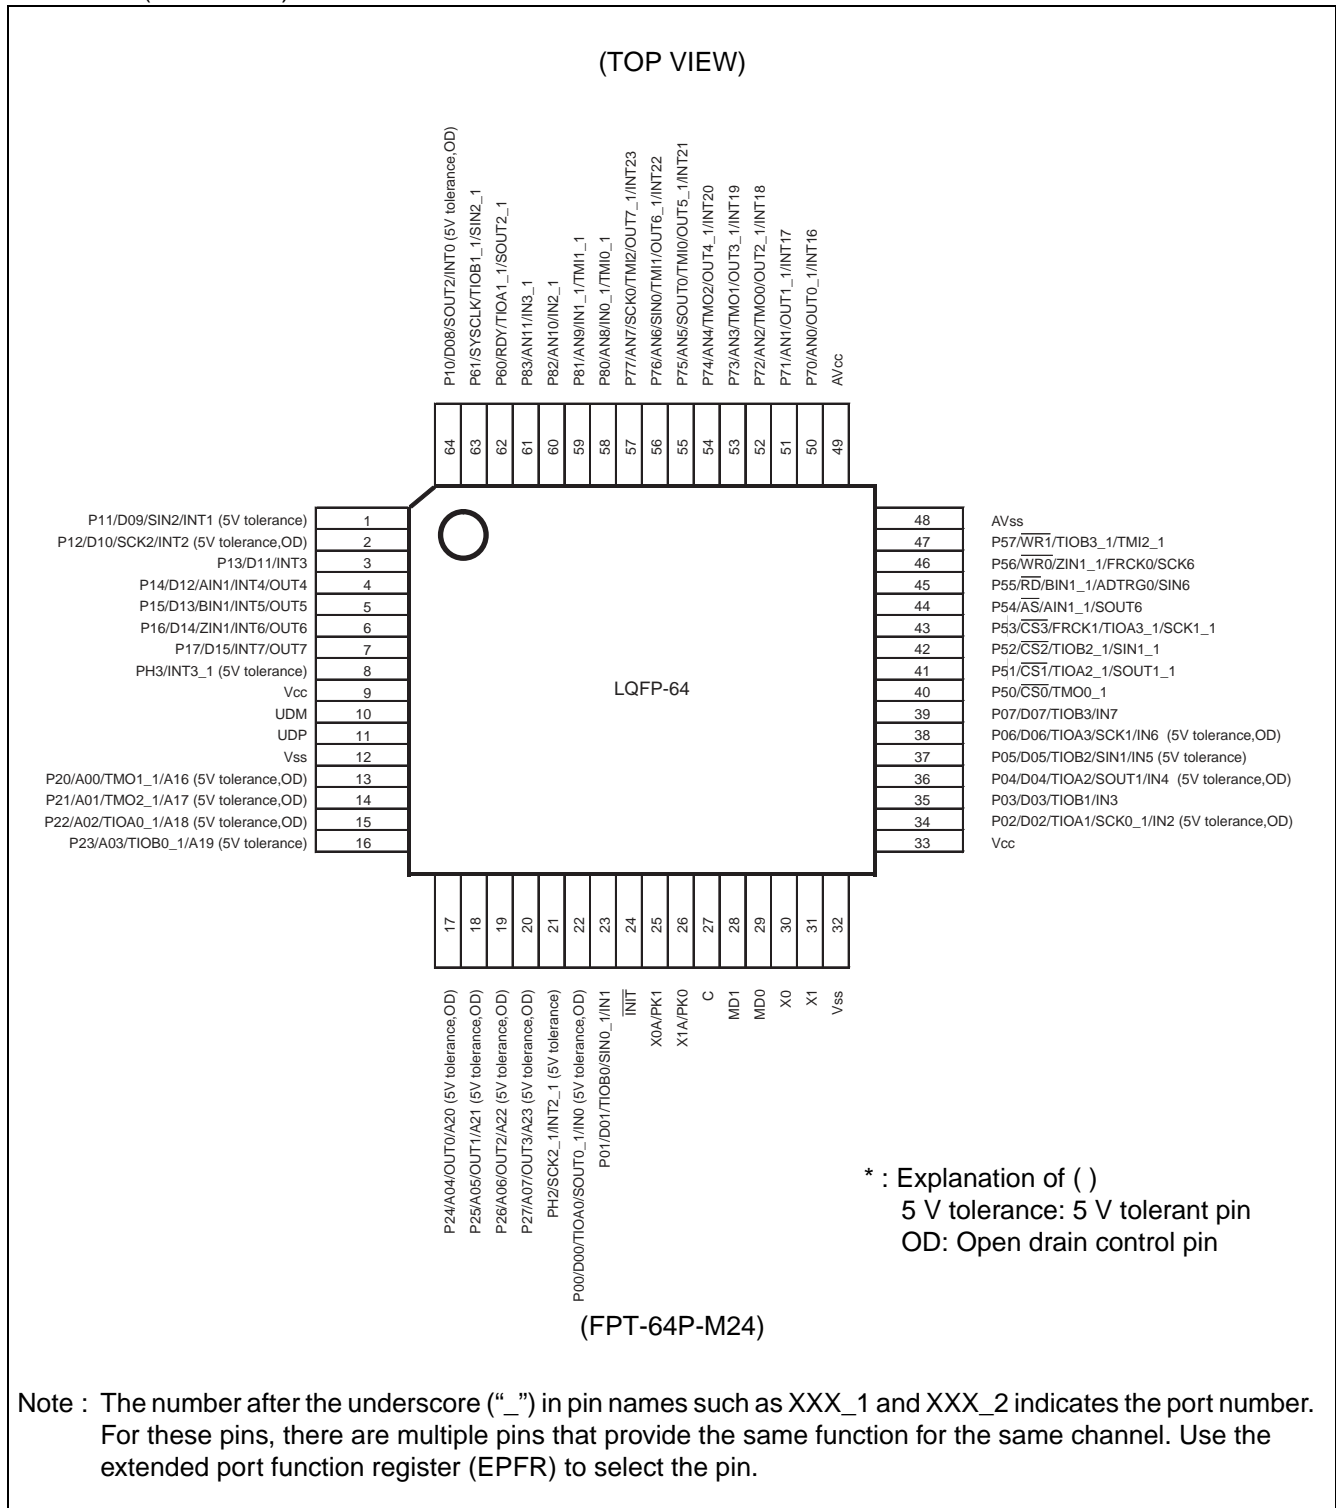 (TOP VIEW)
P10/D08/SOUT2/INT0 (5V tolerance,OD)
P61/SYSCLK/TIOB1_1/SIN2_1
P60/RDY/TIOA1_1/SOUT2_1
P83/AN11/IN3_1
P82/AN10/IN2_1
P81/AN9/IN1_1/TMI1_1
P80/AN8/IN0_1/TMI0_1
P77/AN7/SCK0/TMI2/OUT7_1/INT23
P76/AN6/SIN0/TMI1/OUT6_1/INT22
P75/AN5/SOUT0/TMI0/OUT5_1/INT21
P74/AN4/TMO2/OUT4_1/INT20
P73/AN3/TMO1/OUT3_1/INT19
P72/AN2/TMO0/OUT2_1/INT18
P71/AN1/OUT1_1/INT17
P70/AN0/OUT0_1/INT16
AVcc
64 63 62 61 60 59 58 57 56 55 54 53 52 51 50 49
P11/D09/SIN2/INT1 (5V tolerance) 1
P12/D10/SCK2/INT2 (5V tolerance,OD) 2
P13/D11/INT3 3
P14/D12/AIN1/INT4/OUT4 4
P15/D13/BIN1/INT5/OUT5 5
P16/D14/ZIN1/INT6/OUT6 6
P17/D15/INT7/OUT7 7
PH3/INT3_1 (5V tolerance) 8
Vcc 9
UDM 10
UDP 11
Vss 12
P20/A00/TMO1_1/A16 (5V tolerance,OD) 13
P21/A01/TMO2_1/A17 (5V tolerance,OD) 14
P22/A02/TIOA0_1/A18 (5V tolerance,OD) 15
P23/A03/TIOB0_1/A19 (5V tolerance) 16
LQFP-64
48 AVss
47 P57/WR1/TIOB3_1/TMI2_1
46 P56/WR0/ZIN1_1/FRCK0/SCK6
45 P55/RD/BIN1_1/ADTRG0/SIN6
44 P54/AS/AIN1_1/SOUT6
43 P53/CS3/FRCK1/TIOA3_1/SCK1_1
42 P52/CS2/TIOB2_1/SIN1_1
41 P51/CS1/TIOA2_1/SOUT1_1
40 P50/CS0/TMO0_1
39 P07/D07/TIOB3/IN7
38 P06/D06/TIOA3/SCK1/IN6 (5V tolerance,OD)
37 P05/D05/TIOB2/SIN1/IN5 (5V tolerance)
36 P04/D04/TIOA2/SOUT1/IN4 (5V tolerance,OD)
35 P03/D03/TIOB1/IN3
34 P02/D02/TIOA1/SCK0_1/IN2 (5V tolerance,OD)
33 Vcc
17 18 19 20 21 22 23 24 25 26 27 28 29 30 31 32
P24/A04/OUT0/A20 (5V tolerance,OD)
P25/A05/OUT1/A21 (5V tolerance,OD)
P26/A06/OUT2/A22 (5V tolerance,OD)
P27/A07/OUT3/A23 (5V tolerance,OD)
PH2/SCK2_1/INT2_1 (5V tolerance)
P00/D00/TIOA0/SOUT0_1/IN0 (5V tolerance,OD)
P01/D01/TIOB0/SIN0_1/IN1
INIT
X0A/PK1
X1A/PK0
C
MD1
MD0
X0
X1
Vss
* : Explanation of ( )
5 V tolerance: 5 V tolerant pin
OD: Open drain control pin
(FPT-64P-M24)
Note : The number after the underscore (“_”) in pin names such as XXX_1 and XXX_2 indicates the port number.
For these pins, there are multiple pins that provide the same function for the same channel. Use the
extended port function register (EPFR) to select the pin.